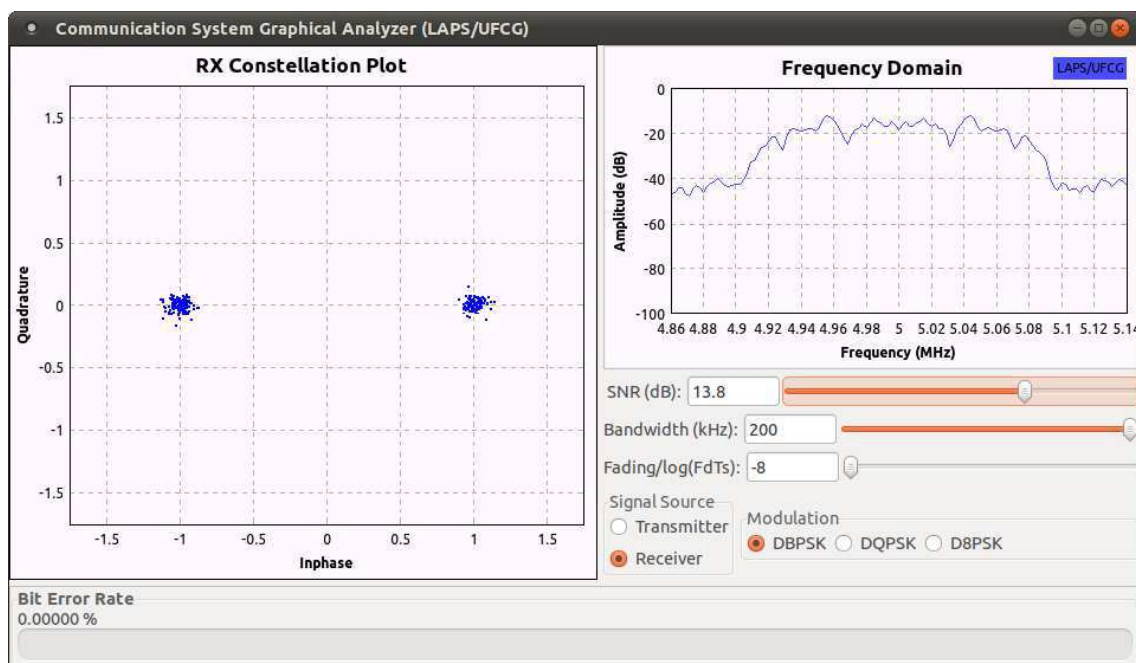 Communication System Graphical Analyzer (LAPS/UFCG)
RX Constellation Plot
Quadrature
1.5
1
0.5
0
-0.5
-1
-1.5
-1.5 -1 -0.5 0 0.5 1 1.5
Inphase
Frequency Domain
LAPS/UFCG
Amplitude (dB)
0
-20
-40
-60
-80
-100
4.86 4.88 4.9 4.92 4.94 4.96 4.98 5 5.02 5.04 5.06 5.08 5.1 5.12 5.14
Frequency (MHz)
SNR (dB): 13.8
Bandwidth (kHz): 200
Fading/log(FdTs): -8
Signal Source
Transmitter
Receiver
Modulation
DBPSK DQPSK D8PSK
Bit Error Rate
0.00000 %